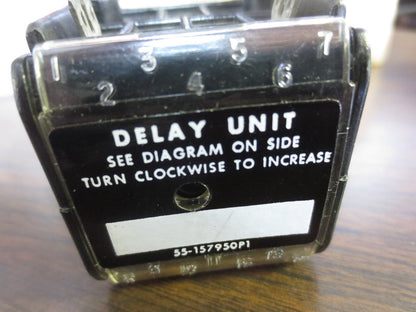 1 3 5 7
2 4 6
DELAY UNIT
SEE DIAGRAM ON SIDE
TURN CLOCKWISE TO INCREASE
55-157950P1